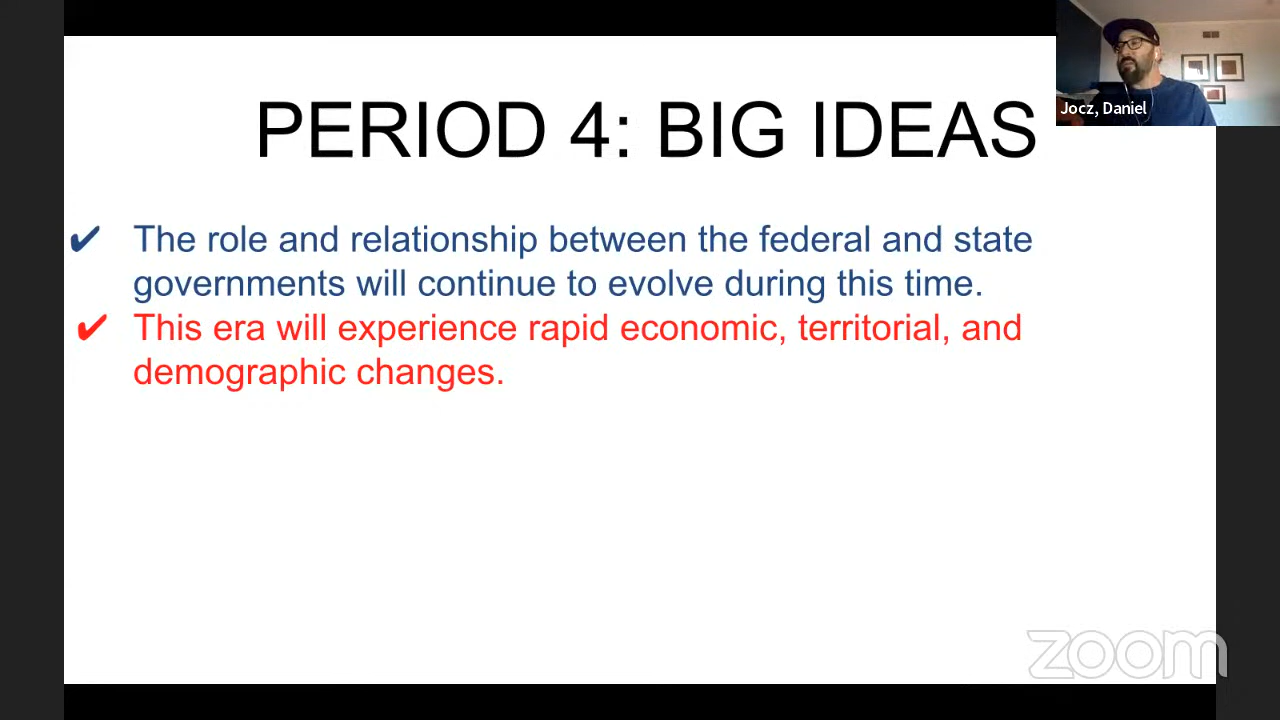 Jocz, Daniel
PERIOD 4: BIG IDEAS
✔ The role and relationship between the federal and state
governments will continue to evolve during this time.
✔ This era will experience rapid economic, territorial, and
demographic changes.
zoom